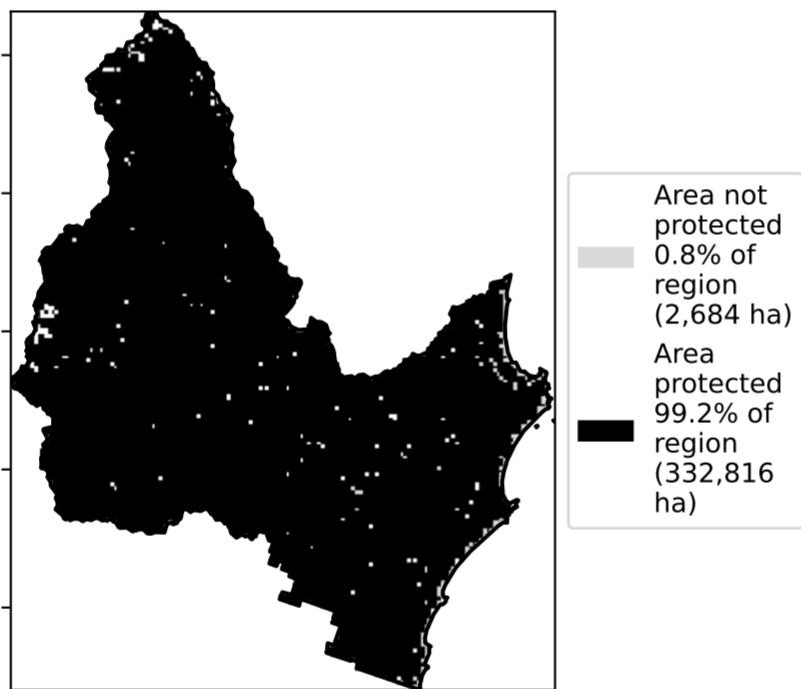 Area not
protected
0.8% of
region
(2,684 ha)
Area
protected
99.2% of
region
(332,816
ha)